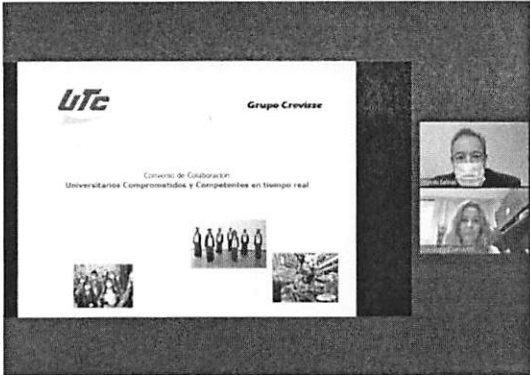 UTC
Grupo Crevisse
Convenio de Colaboración
Universitarios Comprometidos y Competentes en tiempo real